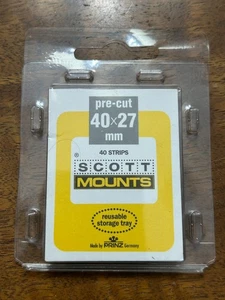 pre-cut
40×27
mm
40 STRIPS
®
SCOTT
MOUNTS
reusable
storage tray
Made by PRINZ Germany